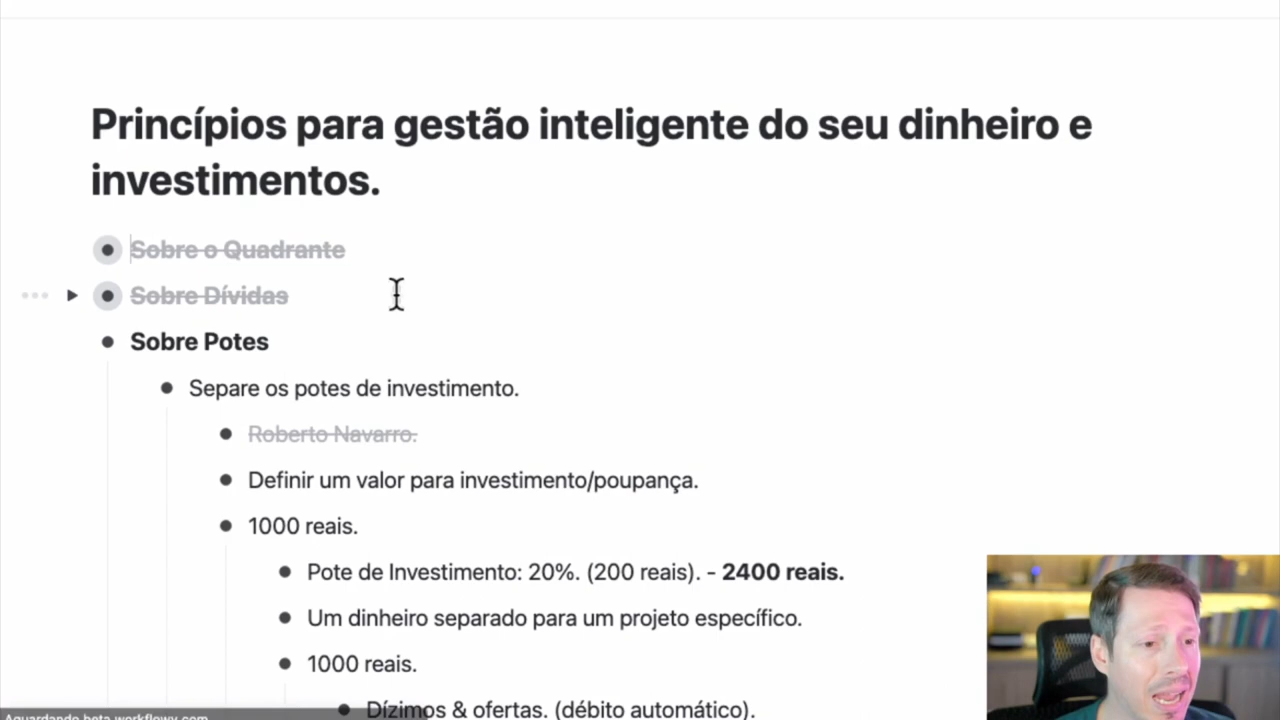 Princípios para gestão inteligente do seu dinheiro e
investimentos.
Sobre o Quadrante
Sobre Dívidas
Sobre Potes
Separe os potes de investimento.
Roberto Navarro.
Definir um valor para investimento/poupança.
1000 reais.
Pote de Investimento: 20%. (200 reais). - 2400 reais.
Um dinheiro separado para um projeto específico.
1000 reais.
Dízimos & ofertas. (débito automático).
Aguardando beta.workflowy.com